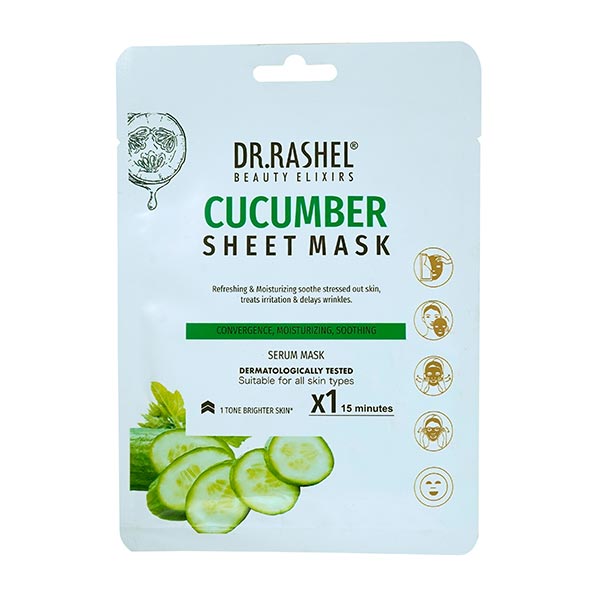 DR.RASHEL®
BEAUTY ELIXIRS
CUCUMBER
SHEET MASK
Refreshing & Moisturizing soothe stressed out skin,
treats irritation & delays wrinkles.
CONVERGENCE, MOISTURIZING, SOOTHING
SERUM MASK
DERMATOLOGICALLY TESTED
Suitable for all skin types
1 TONE BRIGHTER SKIN*
X1 15 minutes